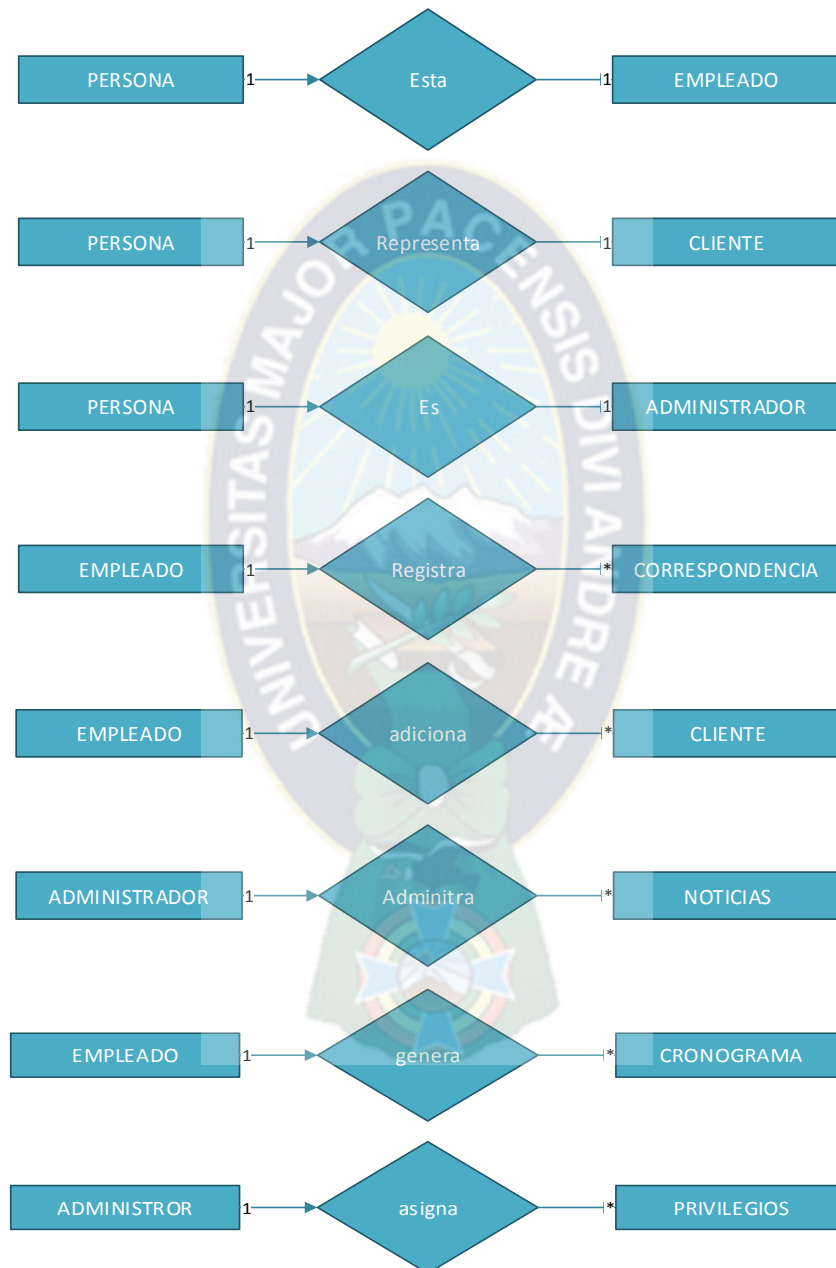 PERSONA 1 Esta 1 EMPLEADO
PERSONA 1 Representa 1 CLIENTE
PERSONA 1 Es 1 ADMINISTRADOR
EMPLEADO 1 Registra * CORRESPONDENCIA
EMPLEADO 1 adiciona * CLIENTE
ADMINISTRADOR 1 Adminitra * NOTICIAS
EMPLEADO 1 genera * CRONOGRAMA
ADMINISTROR 1 asigna * PRIVILEGIOS
UNIVERSITAS MAJOR PACENSIS DIVI ANDRE Æ